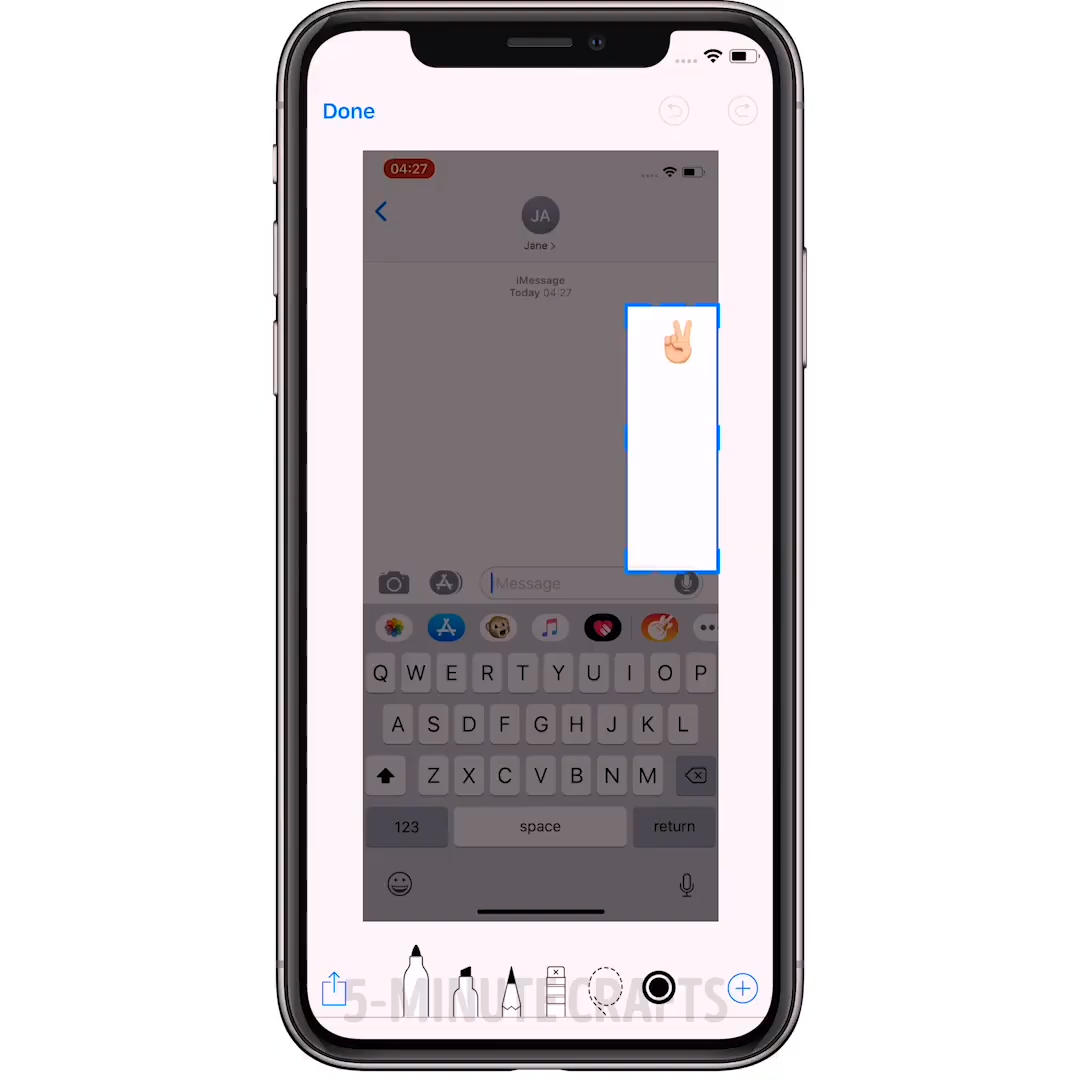 Done
04:27
JA
Jane >
iMessage
Today 04:27
Message
Q W E R T Y U I O P
A S D F G H J K L
Z X C V B N M
123 space return
5-MINUTE CRAFTS